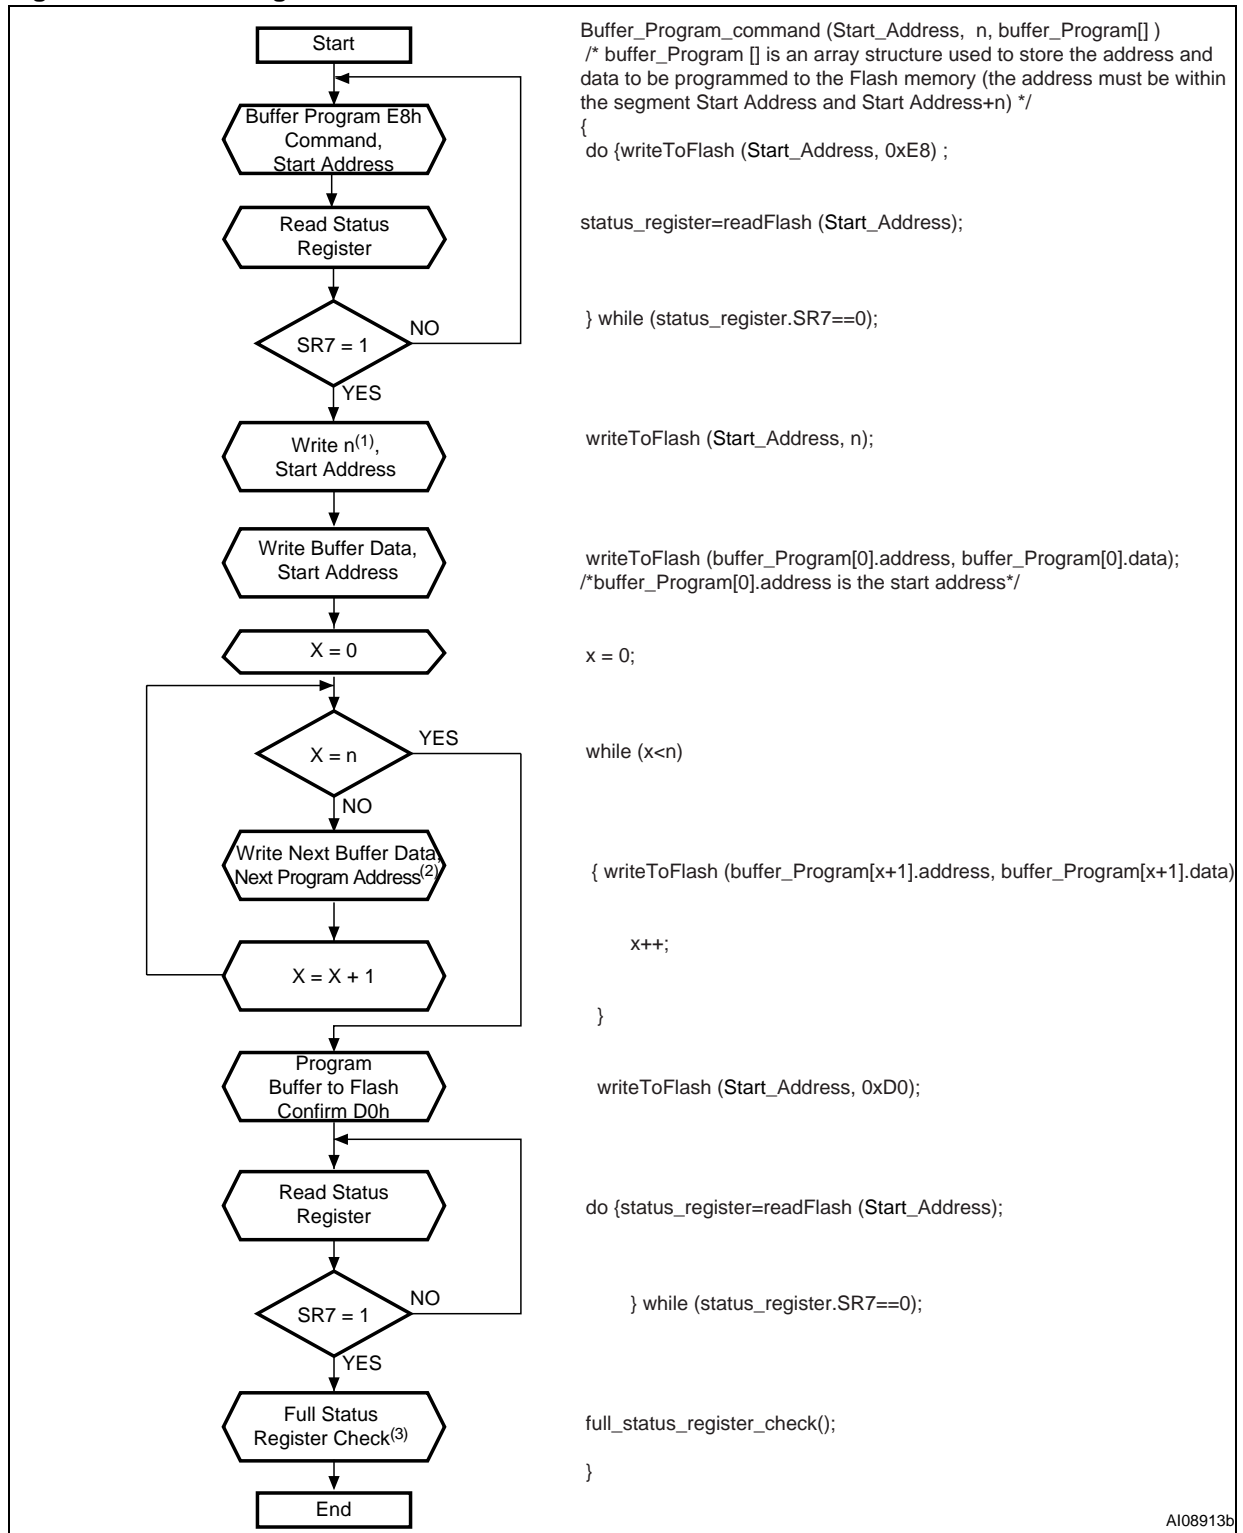 Start
Buffer Program E8h
Command,
Start Address
Read Status
Register
SR7 = 1
NO
YES
Write n(1),
Start Address
Write Buffer Data,
Start Address
X = 0
X = n
YES
NO
Write Next Buffer Data,
Next Program Address(2)
X = X + 1
Program
Buffer to Flash
Confirm D0h
Read Status
Register
SR7 = 1
NO
YES
Full Status
Register Check(3)
End
Buffer_Program_command (Start_Address, n, buffer_Program[] )
/* buffer_Program [] is an array structure used to store the address and
data to be programmed to the Flash memory (the address must be within
the segment Start Address and Start Address+n) */
{
do {writeToFlash (Start_Address, 0xE8) ;
status_register=readFlash (Start_Address);
} while (status_register.SR7==0);
writeToFlash (Start_Address, n);
writeToFlash (buffer_Program[0].address, buffer_Program[0].data);
/*buffer_Program[0].address is the start address*/
x = 0;
while (x<n)
{ writeToFlash (buffer_Program[x+1].address, buffer_Program[x+1].data)
x++;
}
writeToFlash (Start_Address, 0xD0);
do {status_register=readFlash (Start_Address);
} while (status_register.SR7==0);
full_status_register_check();
}
AI08913b